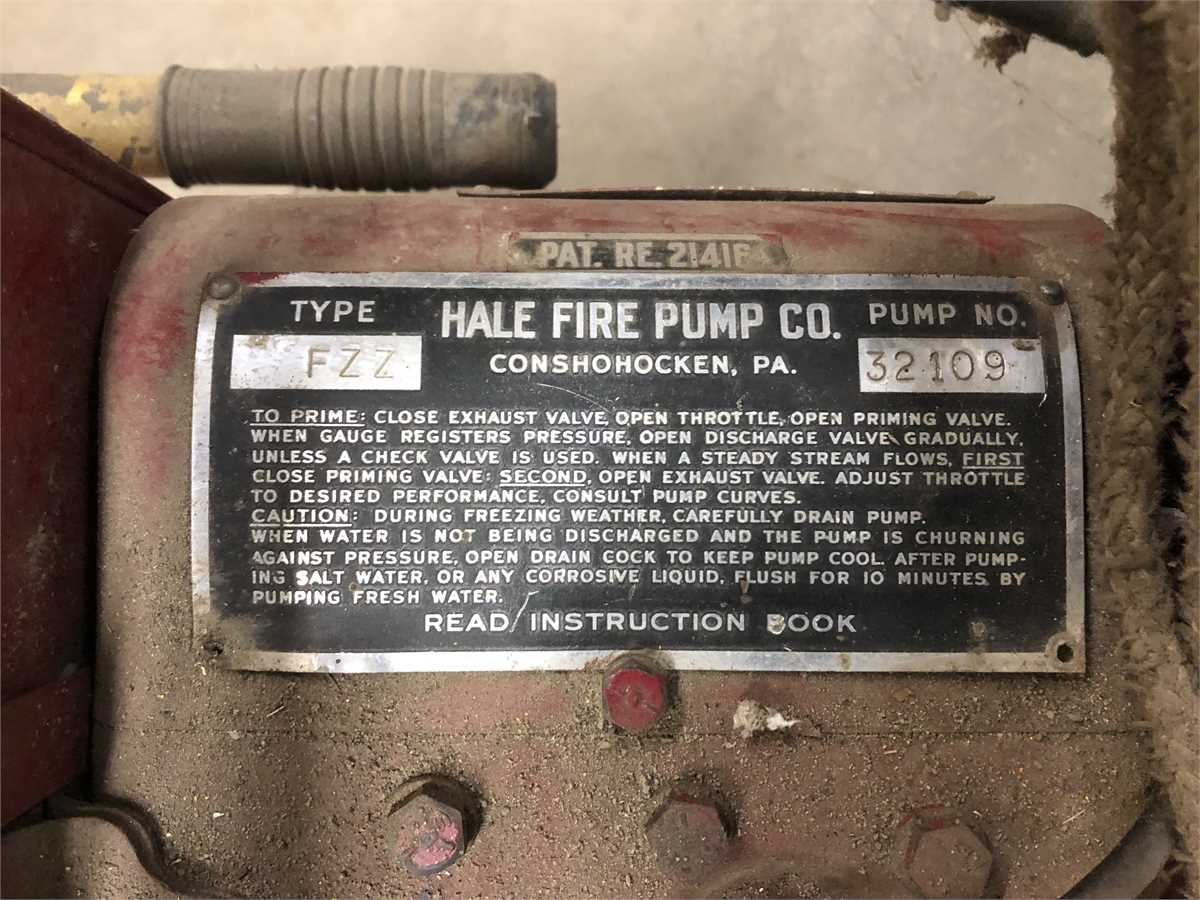 PAT. RE. 21416
TYPE HALE FIRE PUMP CO. PUMP NO.
FZZ CONSHOHOCKEN, PA. 32109
TO PRIME: CLOSE EXHAUST VALVE, OPEN THROTTLE, OPEN PRIMING VALVE.
WHEN GAUGE REGISTERS PRESSURE, OPEN DISCHARGE VALVE GRADUALLY,
UNLESS A CHECK VALVE IS USED. WHEN A STEADY STREAM FLOWS, FIRST
CLOSE PRIMING VALVE: SECOND, OPEN EXHAUST VALVE. ADJUST THROTTLE
TO DESIRED PERFORMANCE, CONSULT PUMP CURVES.
CAUTION: DURING FREEZING WEATHER, CAREFULLY DRAIN PUMP.
WHEN WATER IS NOT BEING DISCHARGED AND THE PUMP IS CHURNING
AGAINST PRESSURE, OPEN DRAIN COCK TO KEEP PUMP COOL. AFTER PUMP-
ING SALT WATER, OR ANY CORROSIVE LIQUID, FLUSH FOR 10 MINUTES BY
PUMPING FRESH WATER.
READ INSTRUCTION BOOK